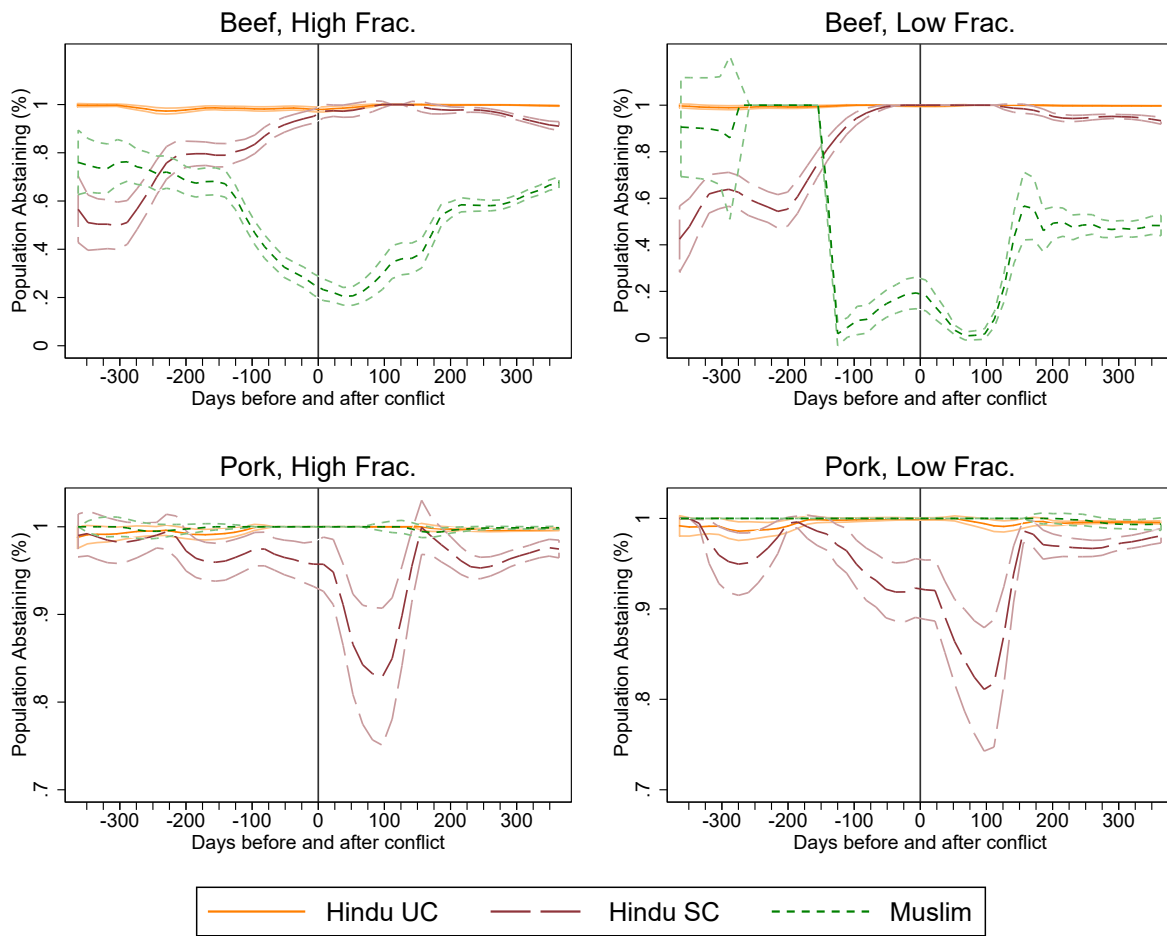 Beef, High Frac.
Population Abstaining (%)
0 .2 .4 .6 .8 1
-300 -200 -100 0 100 200 300
Days before and after conflict
Beef, Low Frac.
Population Abstaining (%)
0 .2 .4 .6 .8 1
-300 -200 -100 0 100 200 300
Days before and after conflict
Pork, High Frac.
Population Abstaining (%)
.7 .8 .9 1
-300 -200 -100 0 100 200 300
Days before and after conflict
Pork, Low Frac.
Population Abstaining (%)
.7 .8 .9 1
-300 -200 -100 0 100 200 300
Days before and after conflict
Hindu UC Hindu SC Muslim